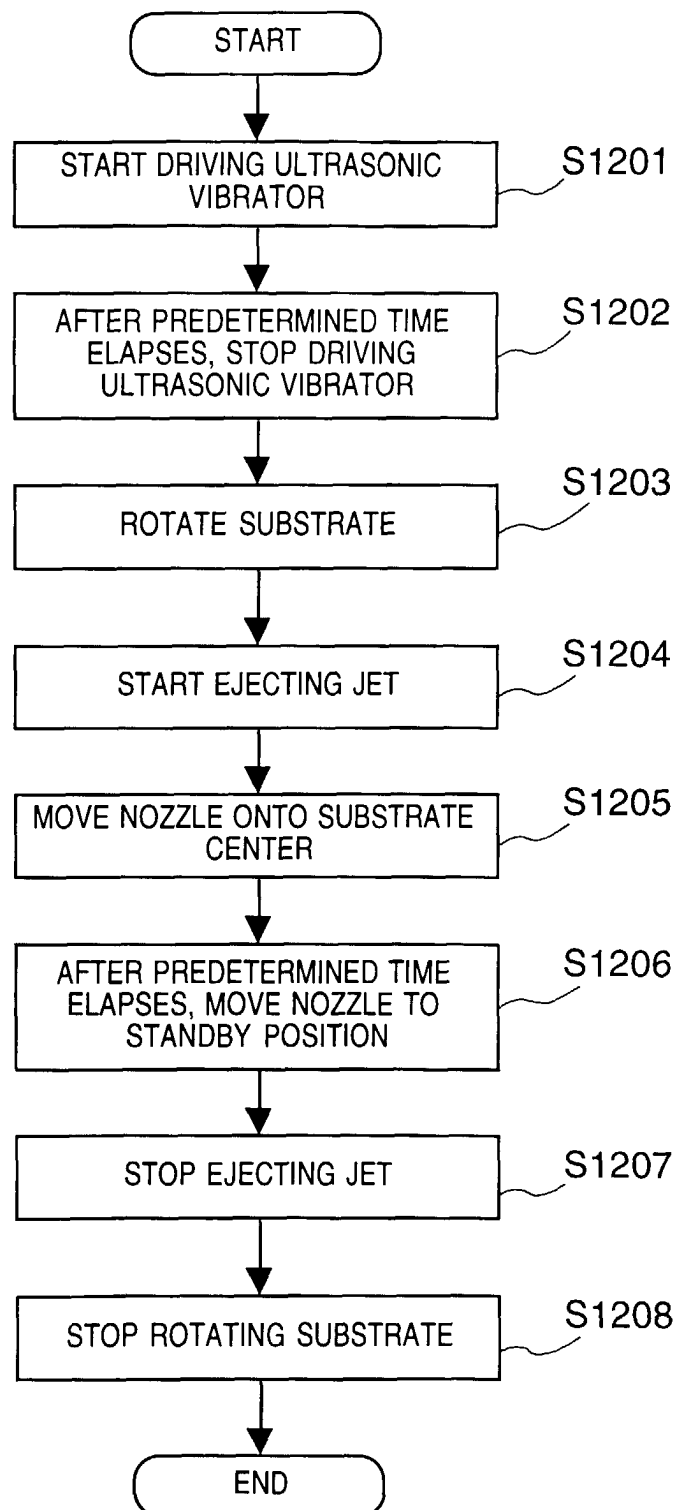 START
START DRIVING ULTRASONIC
VIBRATOR
S1201
AFTER PREDETERMINED TIME
ELAPSES, STOP DRIVING
ULTRASONIC VIBRATOR
S1202
ROTATE SUBSTRATE
S1203
START EJECTING JET
S1204
MOVE NOZZLE ONTO SUBSTRATE
CENTER
S1205
AFTER PREDETERMINED TIME
ELAPSES, MOVE NOZZLE TO
STANDBY POSITION
S1206
STOP EJECTING JET
S1207
STOP ROTATING SUBSTRATE
S1208
END